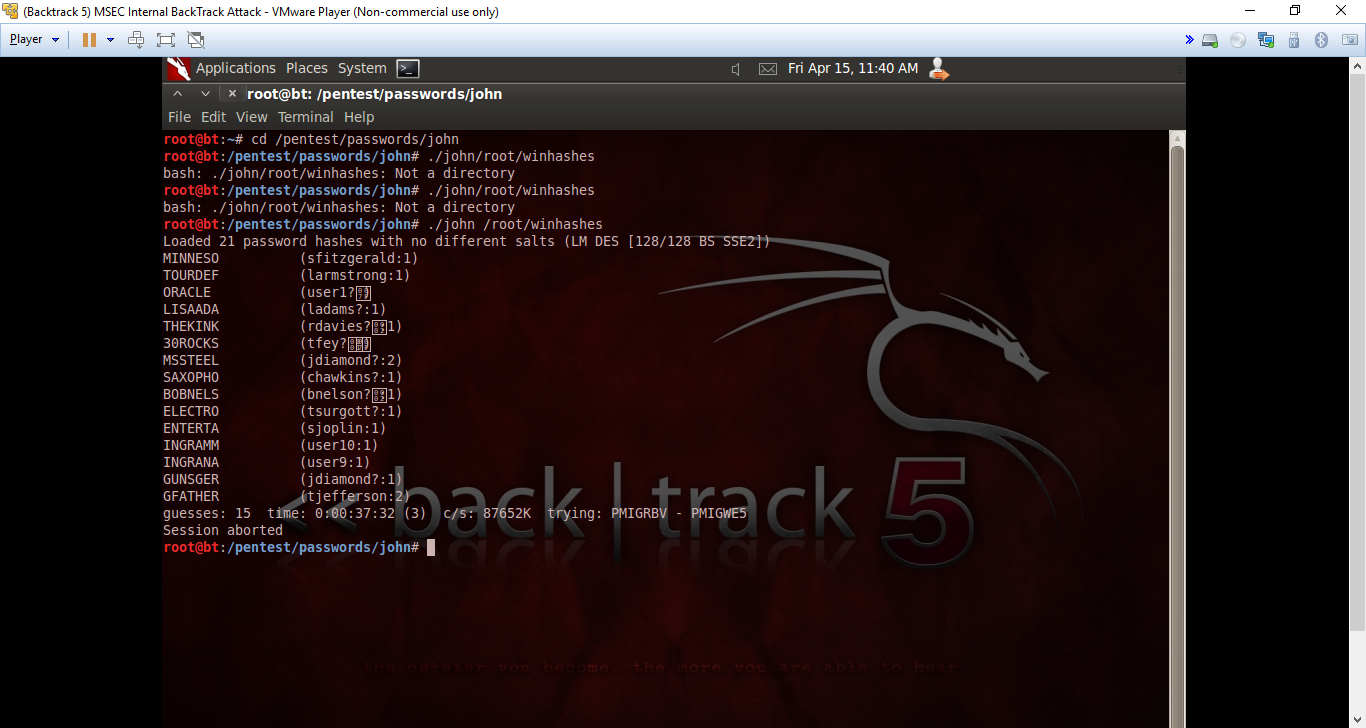 (Backtrack 5) MSEC Internal BackTrack Attack - VMware Player (Non-commercial use only)
Player
Applications Places System Fri Apr 15, 11:40 AM
root@bt: /pentest/passwords/john
File Edit View Terminal Help
root@bt:~# cd /pentest/passwords/john
root@bt:/pentest/passwords/john# ./john/root/winhashes
bash: ./john/root/winhashes: Not a directory
root@bt:/pentest/passwords/john# ./john/root/winhashes
bash: ./john/root/winhashes: Not a directory
root@bt:/pentest/passwords/john# ./john /root/winhashes
Loaded 21 password hashes with no different salts (LM DES [128/128 BS SSE2])
MINNESO (sfitzgerald:1)
TOURDEF (larmstrong:1)
ORACLE (user1?
LISAADA (ladams?:1)
THEKINK (rdavies?1)
30ROCKS (tfey?
MSSTEEL (jdiamond?:2)
SAXOPHO (chawkins?:1)
BOBNELS (bnelson?1)
ELECTRO (tsurgott?:1)
ENTERTA (sjoplin:1)
INGRAMM (user10:1)
INGRANA (user9:1)
GUNSGER (jdiamond?:1)
GFATHER (tjefferson:2)
guesses: 15 time: 0:00:37:32 (3) c/s: 87652K trying: PMIGRBV - PMIGWE5
Session aborted
root@bt:/pentest/passwords/john#
<< back | track 5
the quieter you become, the more you are able to hear